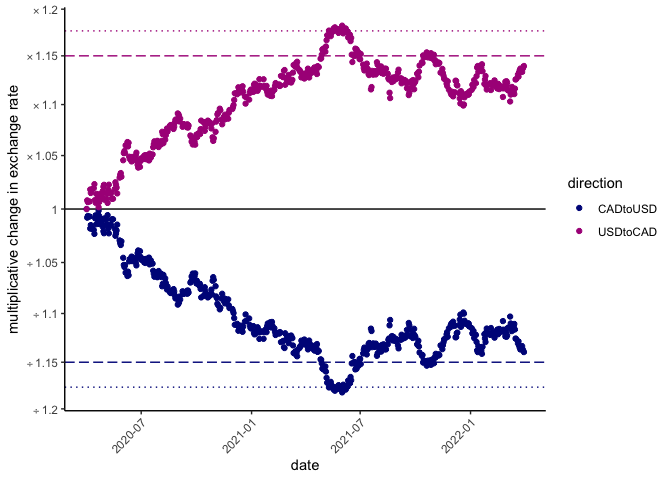 multiplicative change in exchange rate
× 1.2
× 1.15
× 1.1
× 1.05
1
÷ 1.05
÷ 1.1
÷ 1.15
÷ 1.2
2020-07
2021-01
2021-07
2022-01
date
direction
CADtoUSD
USDtoCAD